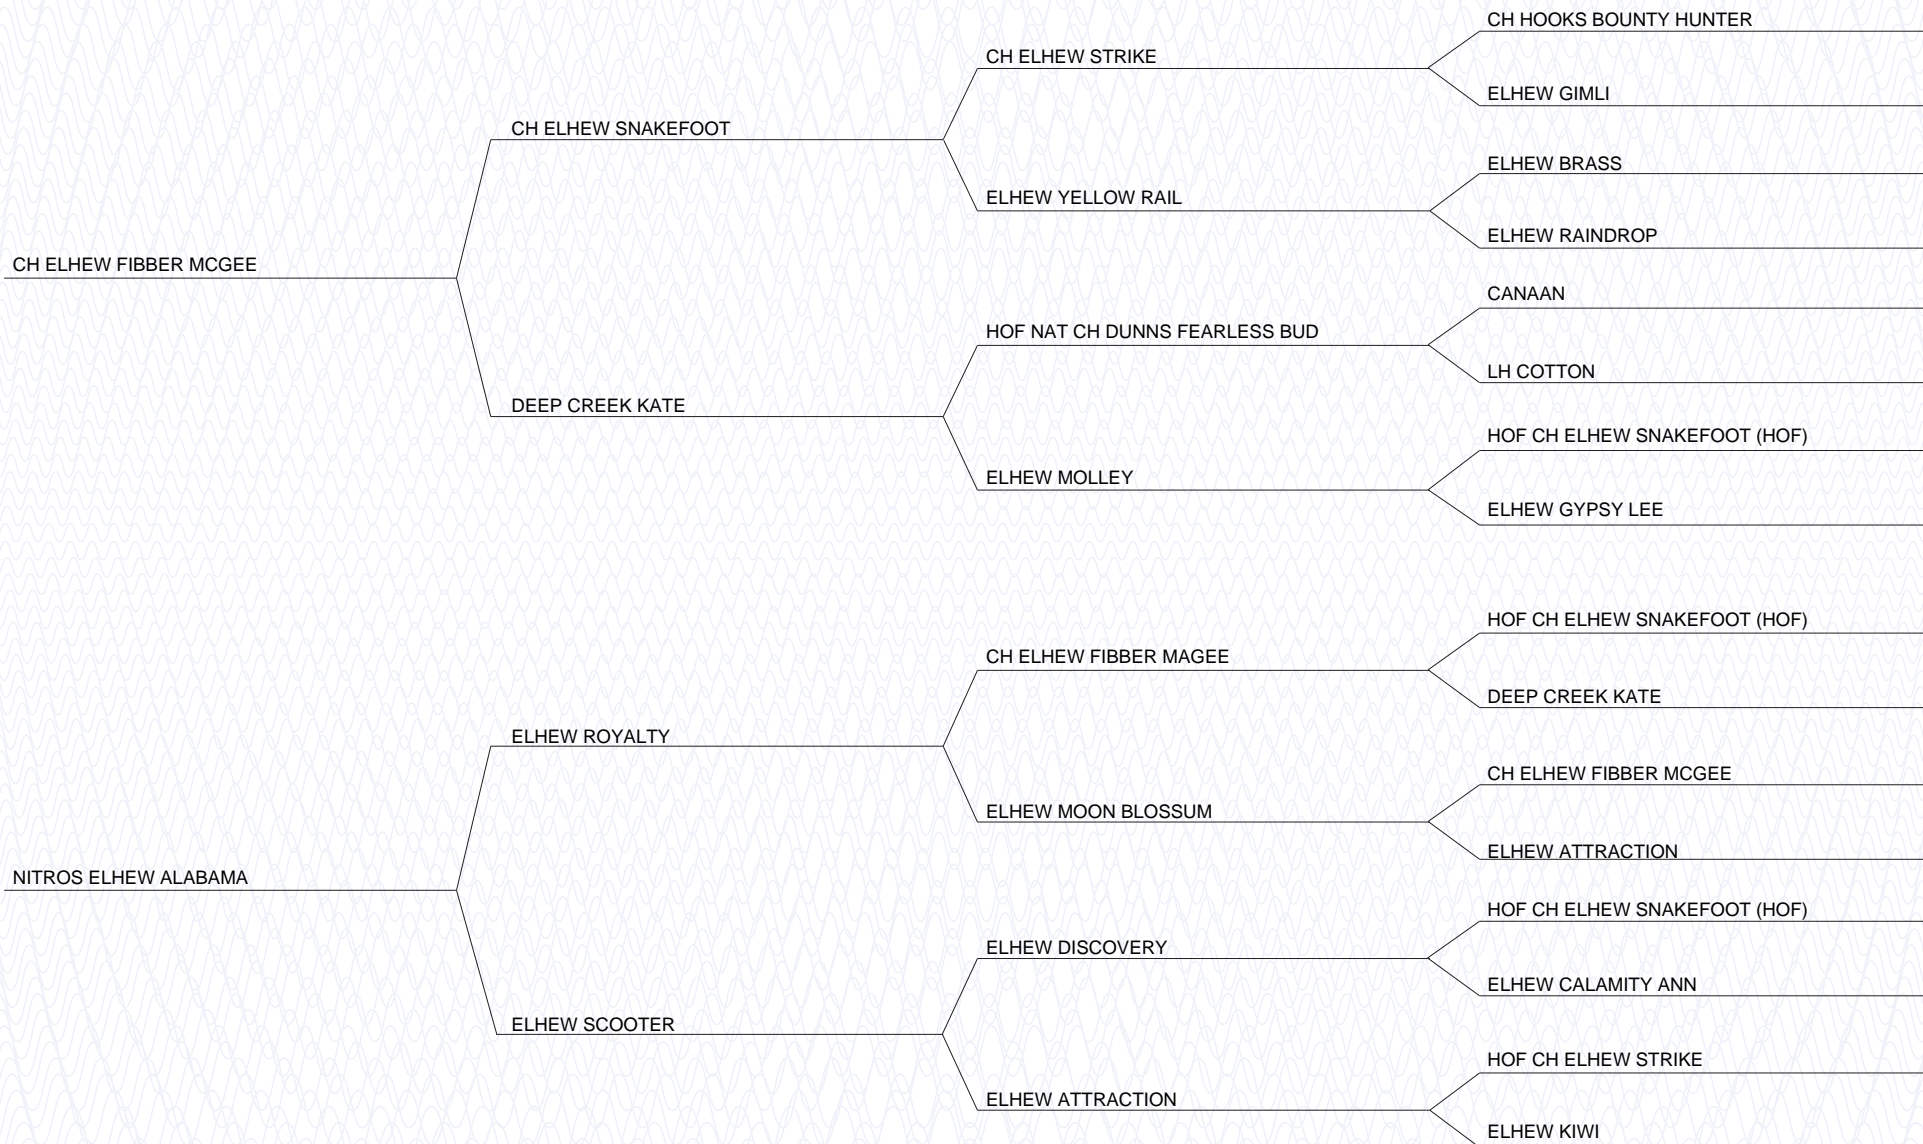 CH HOOKS BOUNTY HUNTER
CH ELHEW STRIKE
ELHEW GIMLI
CH ELHEW SNAKEFOOT
ELHEW BRASS
ELHEW YELLOW RAIL
ELHEW RAINDROP
CH ELHEW FIBBER MCGEE
CANAAN
HOF NAT CH DUNNS FEARLESS BUD
LH COTTON
DEEP CREEK KATE
HOF CH ELHEW SNAKEFOOT (HOF)
ELHEW MOLLEY
ELHEW GYPSY LEE
HOF CH ELHEW SNAKEFOOT (HOF)
CH ELHEW FIBBER MAGEE
DEEP CREEK KATE
ELHEW ROYALTY
CH ELHEW FIBBER MCGEE
ELHEW MOON BLOSSUM
ELHEW ATTRACTION
NITROS ELHEW ALABAMA
HOF CH ELHEW SNAKEFOOT (HOF)
ELHEW DISCOVERY
ELHEW CALAMITY ANN
ELHEW SCOOTER
HOF CH ELHEW STRIKE
ELHEW ATTRACTION
ELHEW KIWI